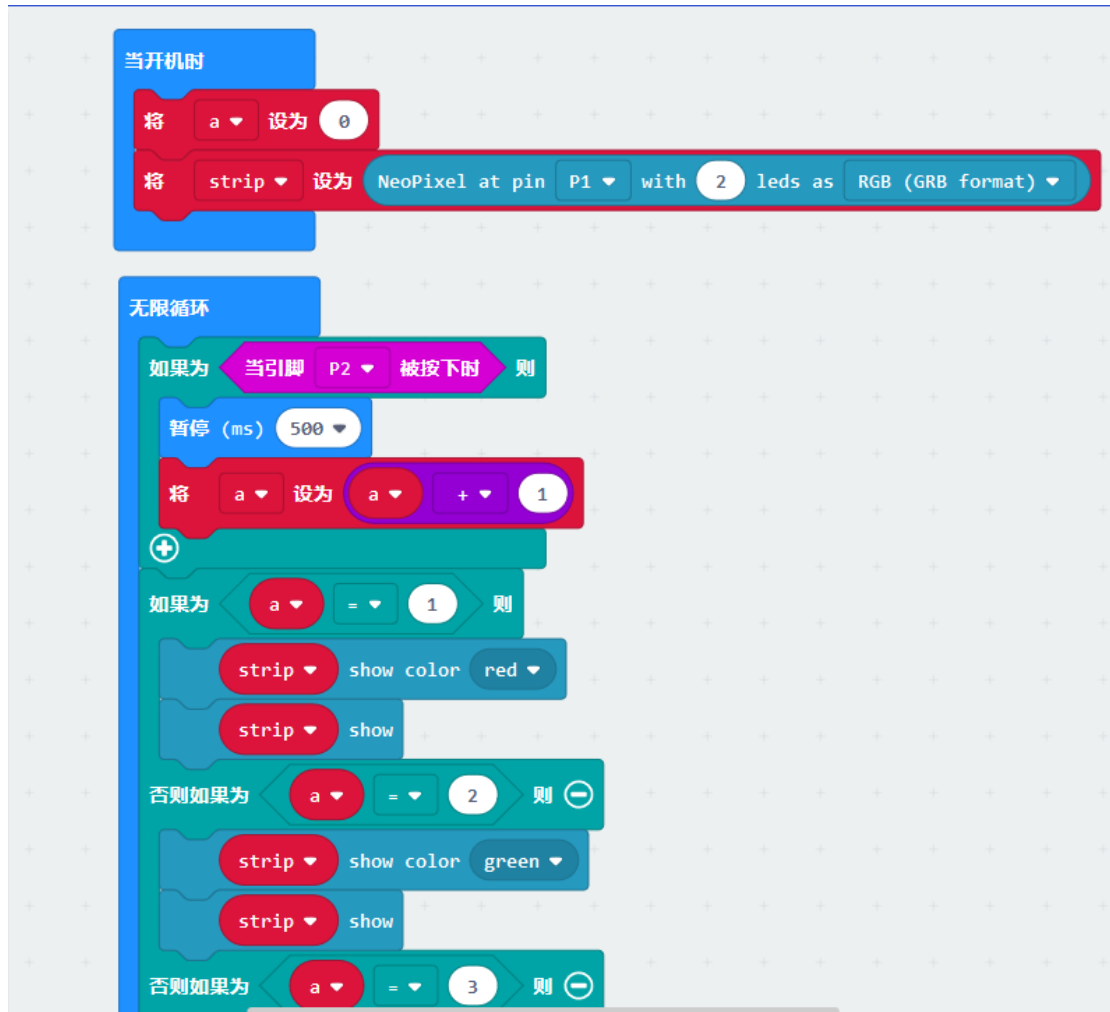 当开机时
将 a 设为 0
将 strip 设为 NeoPixel at pin P1 with 2 leds as RGB (GRB format)
无限循环
如果为 当引脚 P2 被按下时 则
暂停 (ms) 500
将 a 设为 a + 1
如果为 a = 1 则
strip show color red
strip show
否则如果为 a = 2 则
strip show color green
strip show
否则如果为 a = 3 则